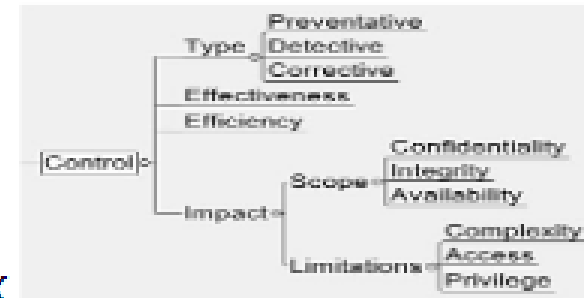 Preventative
Type Detective
Corrective
Effectiveness
Efficiency
Confidentiality
Control Scope Integrity
Availability
Impact
Complexity
Limitations Access
Privilege